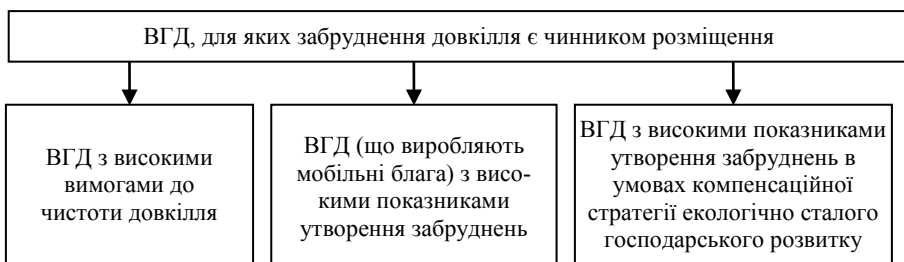 ВГД, для яких забруднення довкілля є чинником розміщення
ВГД з високими
вимогами до
чистоти довкілля
ВГД (що виробляють
мобільні блага) з висо-
кими показниками
утворення забруднень
ВГД з високими показниками
утворення забруднень в
умовах компенсаційної
стратегії екологічно сталого
господарського розвитку